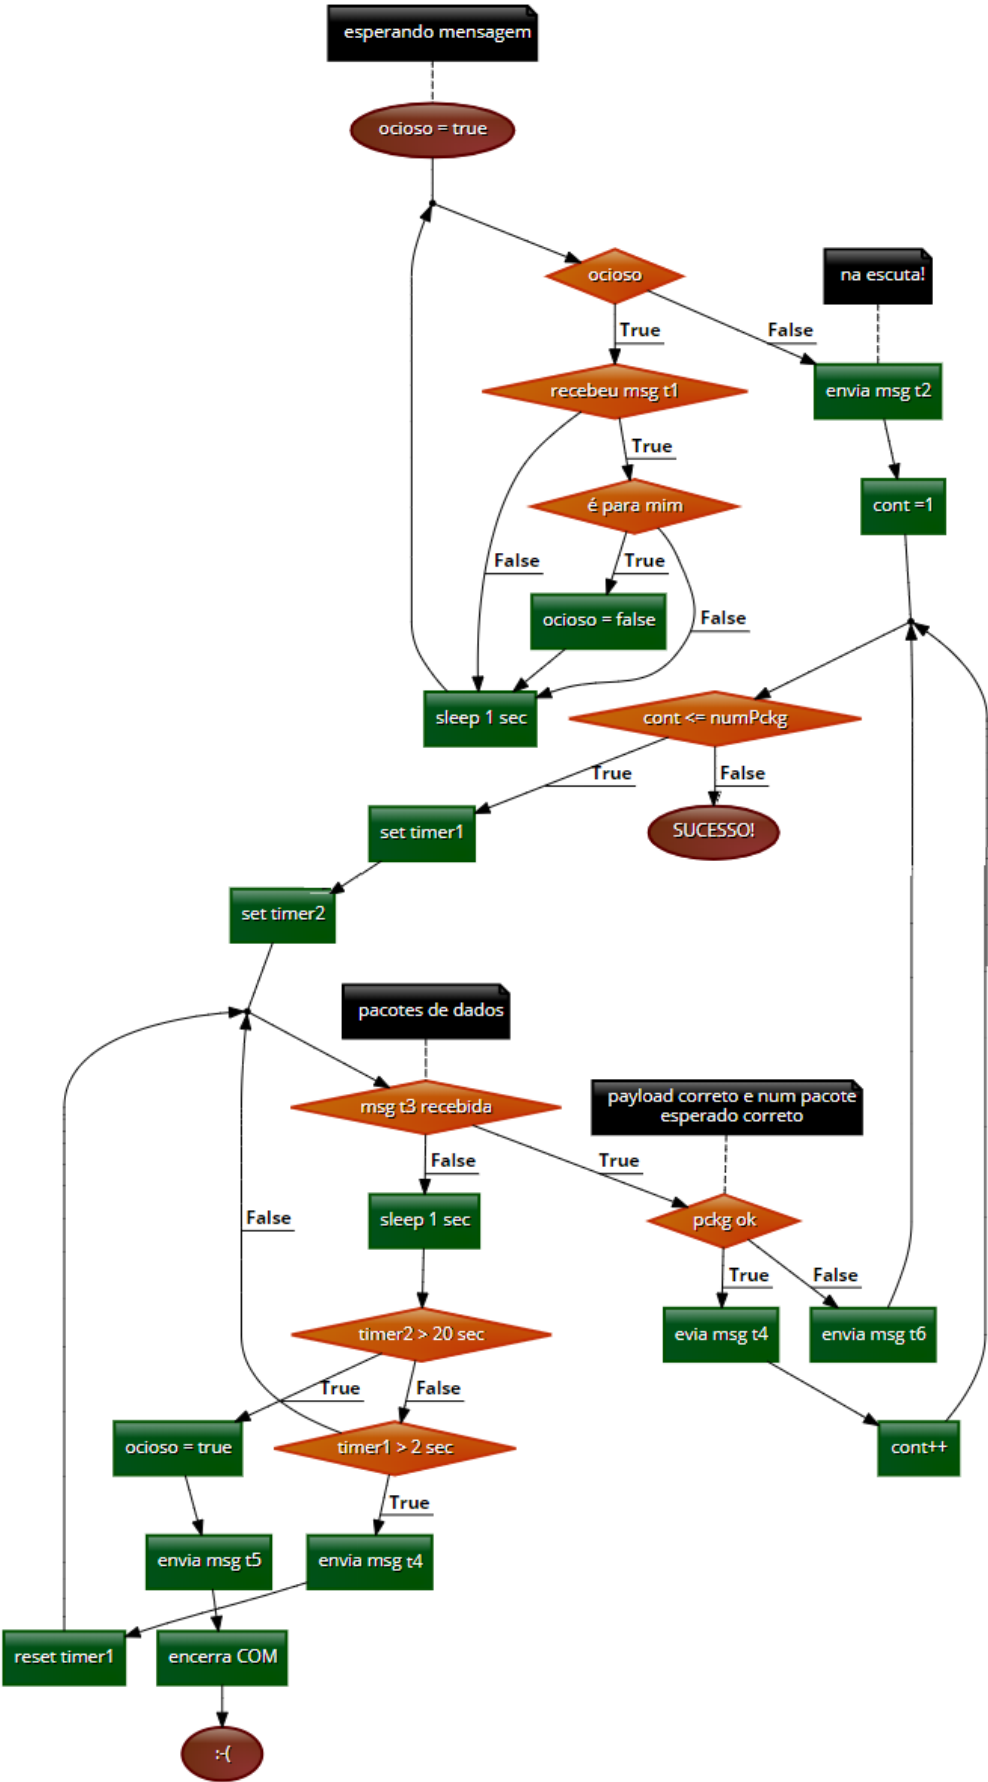 esperando mensagem
ocioso = true
ocioso
na escuta!
True
False
recebeu msg t1
envia msg t2
True
é para mim
cont =1
False
True
False
ocioso = false
sleep 1 sec
cont <= numPckg
True
False
set timer1
SUCESSO!
set timer2
pacotes de dados
msg t3 recebida
payload correto e num pacote
esperado correto
False
True
False
sleep 1 sec
pckg ok
True
False
timer2 > 20 sec
evia msg t4
envia msg t6
True
False
ocioso = true
timer1 > 2 sec
cont++
True
envia msg t5
envia msg t4
reset timer1
encerra COM
:-(